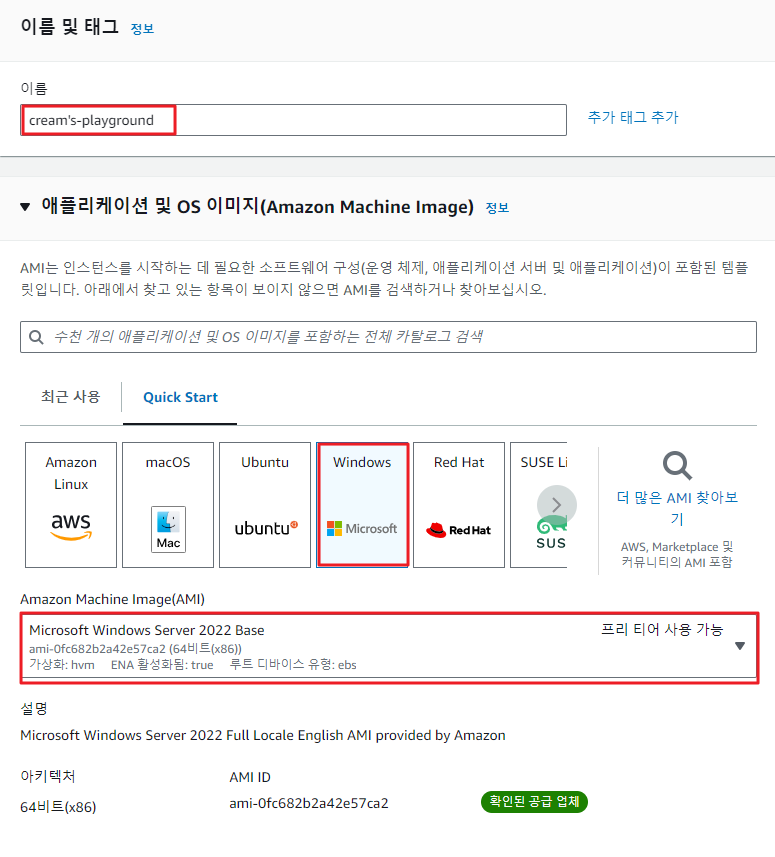 이름 및 태그 정보
이름
cream's-playground
추가 태그 추가
애플리케이션 및 OS 이미지(Amazon Machine Image) 정보
AMI는 인스턴스를 시작하는 데 필요한 소프트웨어 구성(운영 체제, 애플리케이션 서버 및 애플리케이션)이 포함된 템플
릿입니다. 아래에서 찾고 있는 항목이 보이지 않으면 AMI를 검색하거나 찾아보십시오.
수천 개의 애플리케이션 및 OS 이미지를 포함하는 전체 카탈로그 검색
최근 사용
Quick Start
Amazon
Linux
aws
macOS
Mac
Ubuntu
ubuntu
Windows
Microsoft
Red Hat
Red Hat
SUSE Li
SUS
더 많은 AMI 찾아보
기
AWS, Marketplace 및
커뮤니티의 AMI 포함
Amazon Machine Image(AMI)
Microsoft Windows Server 2022 Base
프리 티어 사용 가능
ami-0fc682b2a42e57ca2 (64비트(x86))
가상화: hvm ENA 활성화됨: true 루트 디바이스 유형: ebs
설명
Microsoft Windows Server 2022 Full Locale English AMI provided by Amazon
아키텍처
64비트(x86)
AMI ID
ami-0fc682b2a42e57ca2
확인된 공급 업체